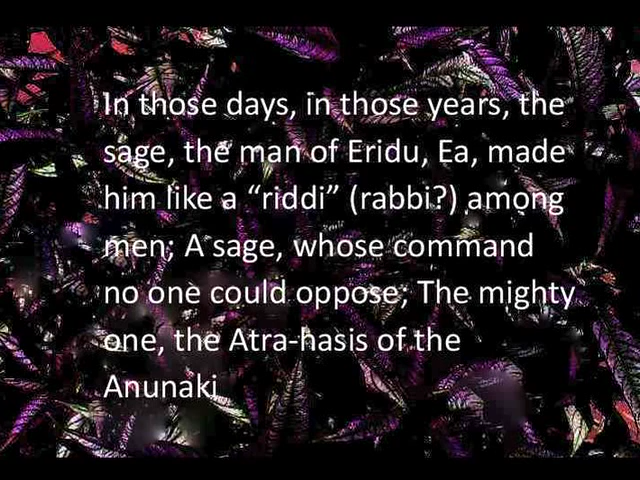 In those days, in those years, the
sage, the man of Eridu, Ea, made
him like a “riddi” (rabbi?) among
men; A sage, whose command
no one could oppose; The mighty
one, the Atra-hasis of the
Anunaki